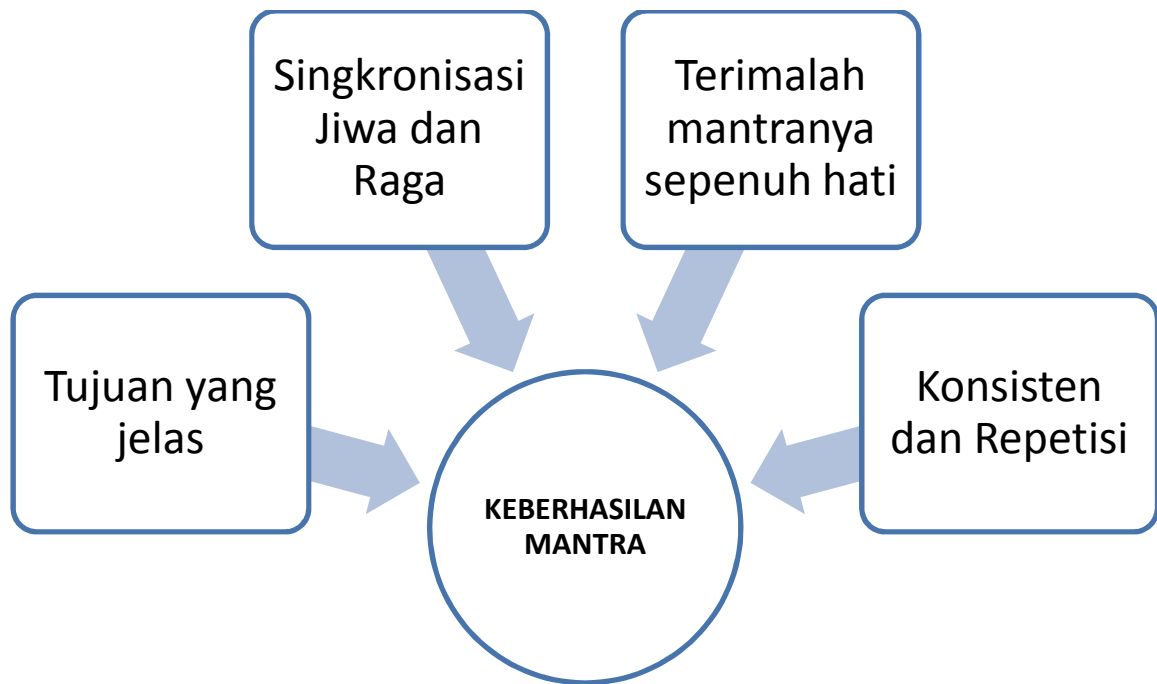 Singkronisasi
Jiwa dan
Raga
Terimalah
mantranya
sepenuh hati
Tujuan yang
jelas
Konsisten
dan Repetisi
KEBERHASILAN
MANTRA